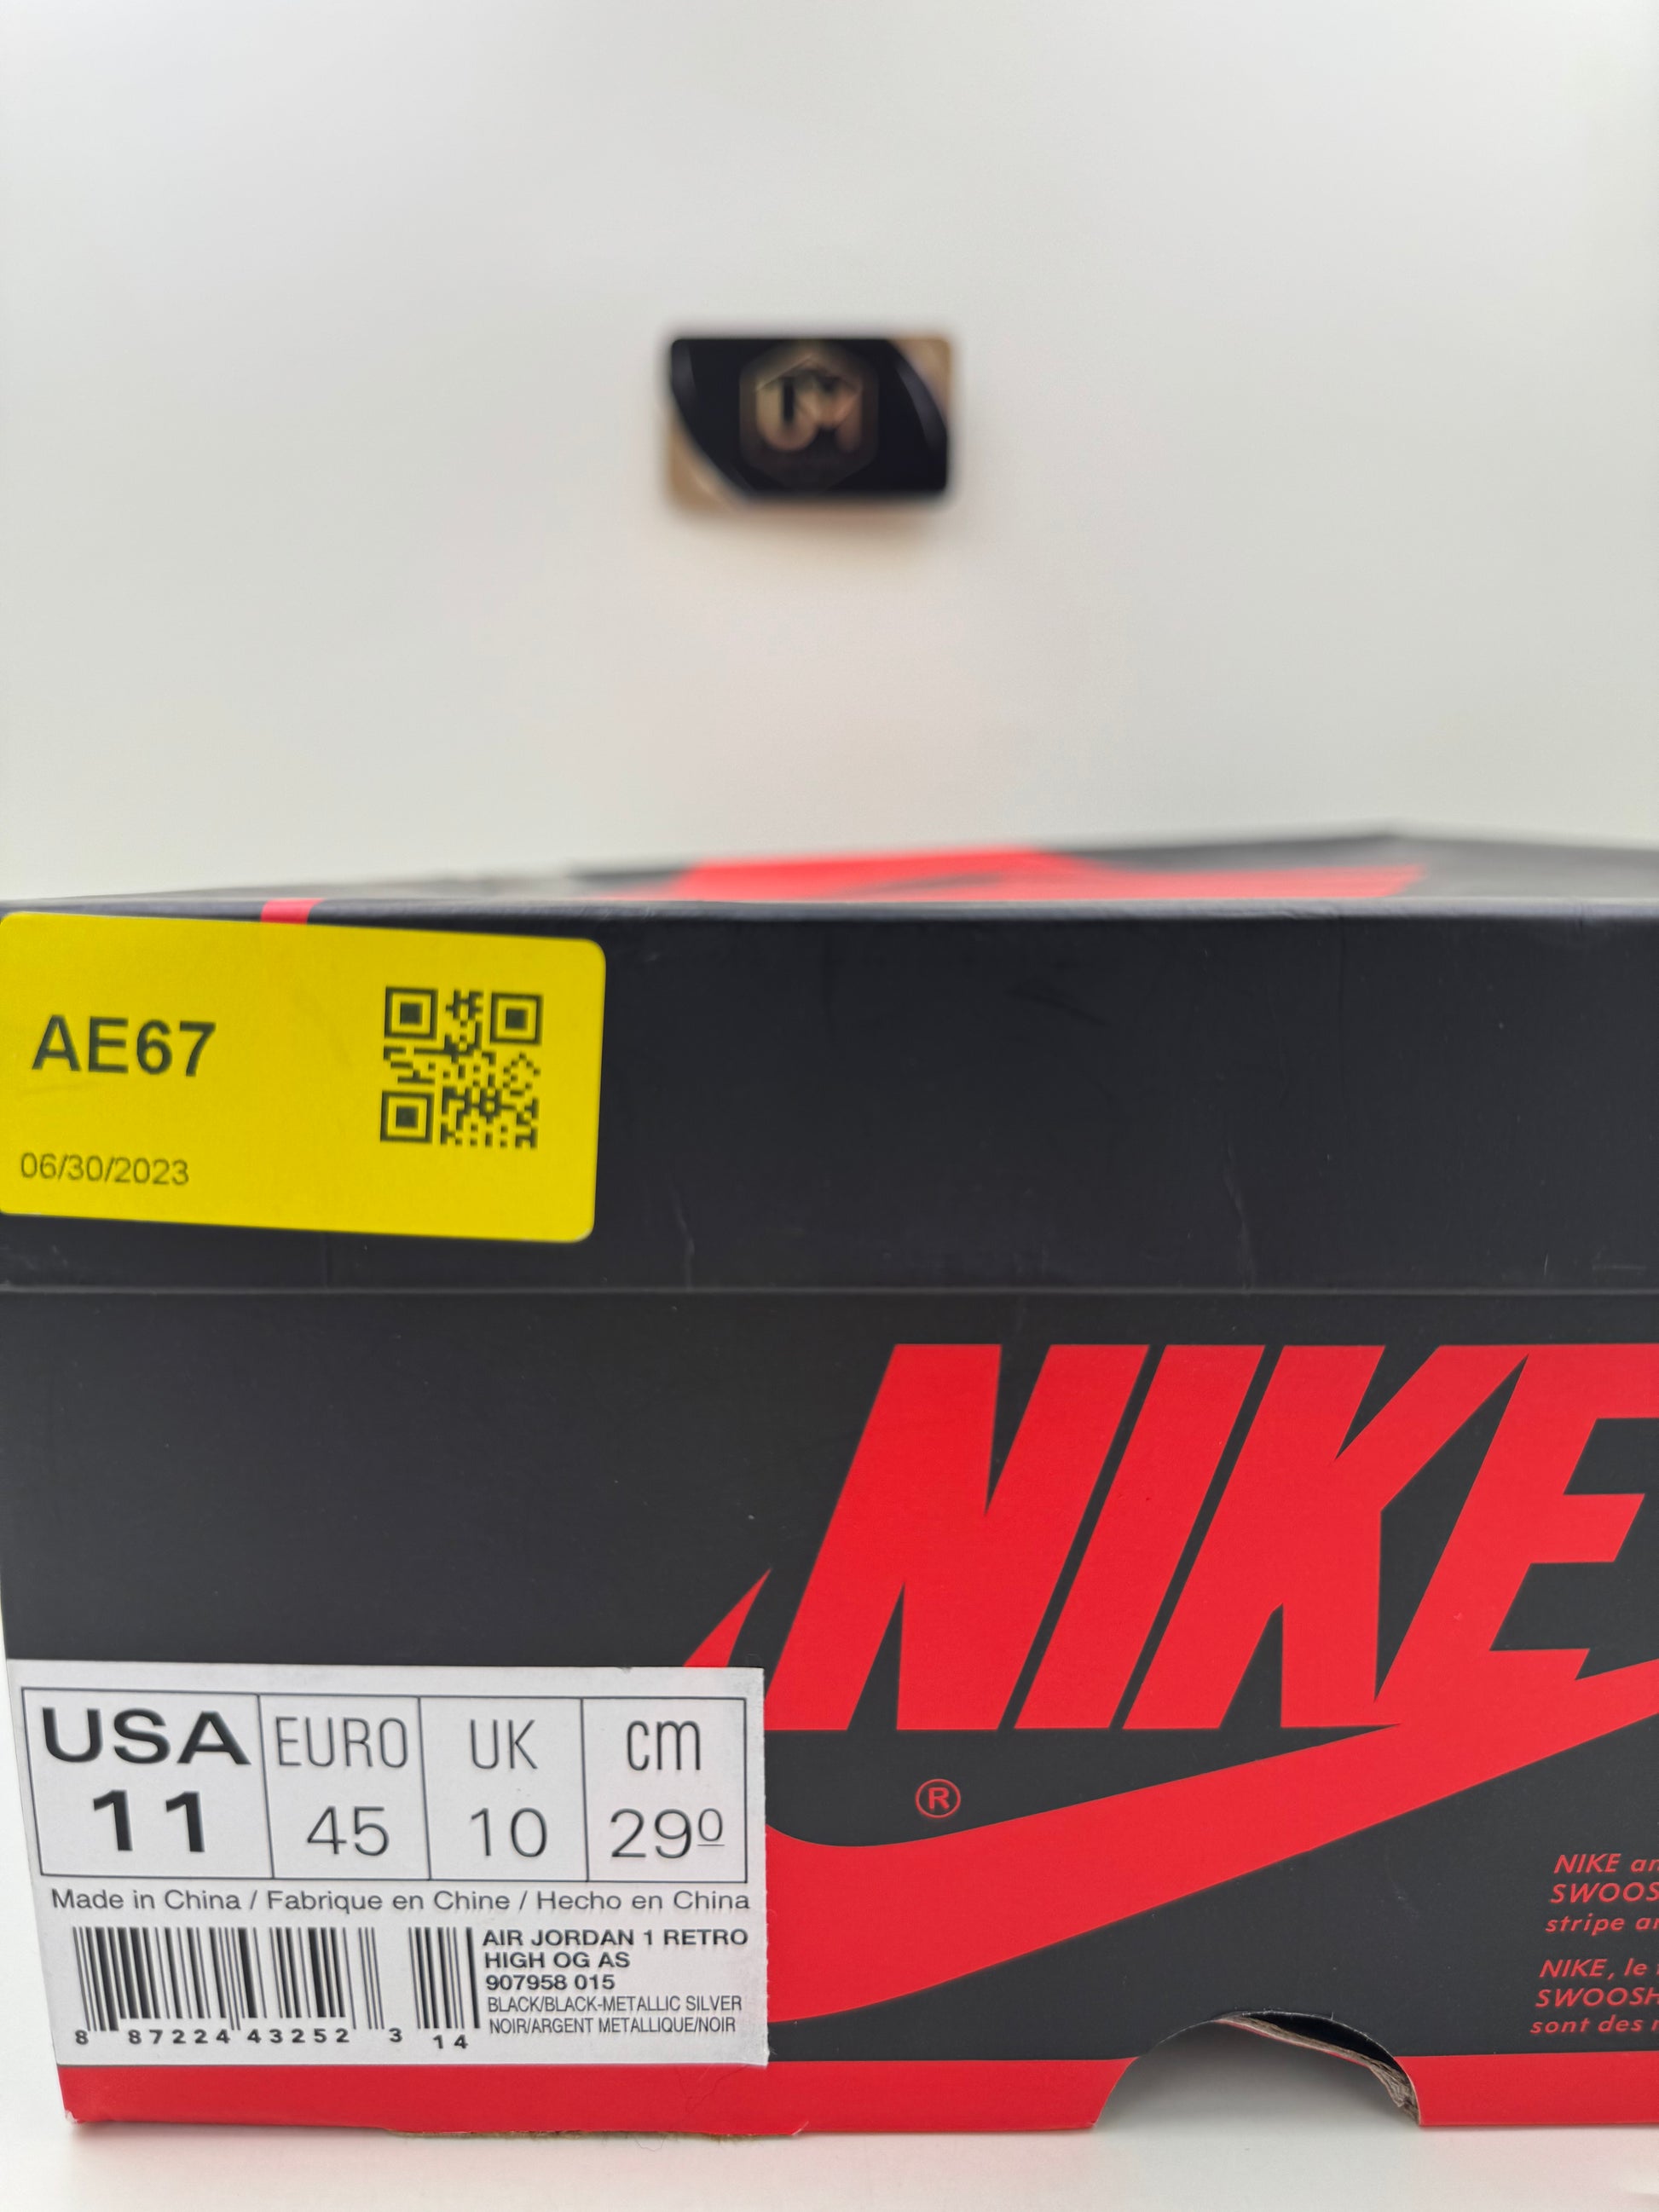 AE67
06/30/2023
NIKE
®
USA EURO UK cm
11 45 10 290
Made in China / Fabrique en Chine / Hecho en China
AIR JORDAN 1 RETRO
HIGH OG AS
907958 015
BLACK/BLACK-METALLIC SILVER
NOIR/ARGENT METALLIQUE/NOIR
8 87224 43252 3 14
NIKE
SWOOS
stripe
NIKE, le
SWOOSH
sont des